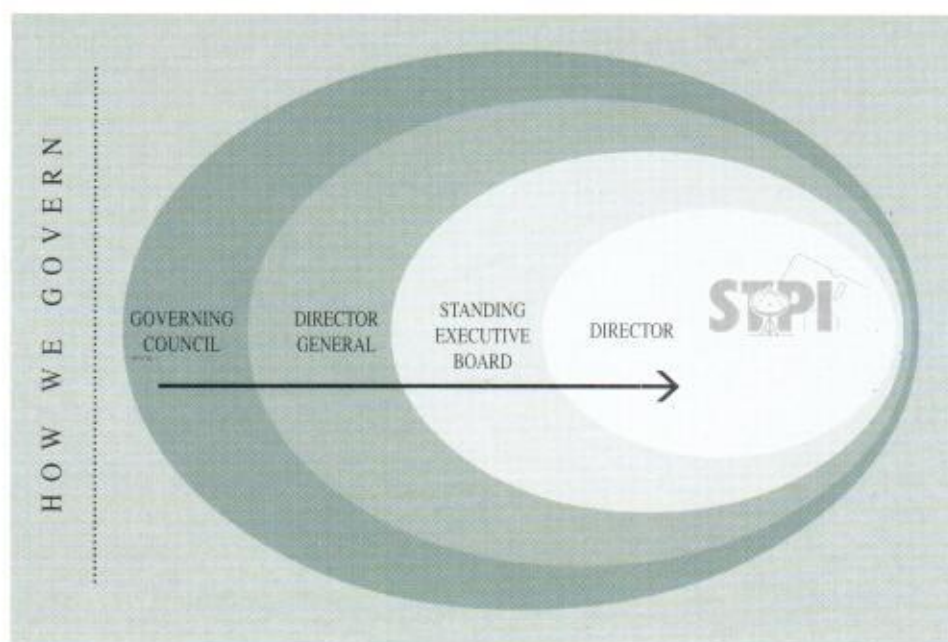 HOW WE GOVERN
GOVERNING
COUNCIL
DIRECTOR
GENERAL
STANDING
EXECUTIVE
BOARD
DIRECTOR
STPI